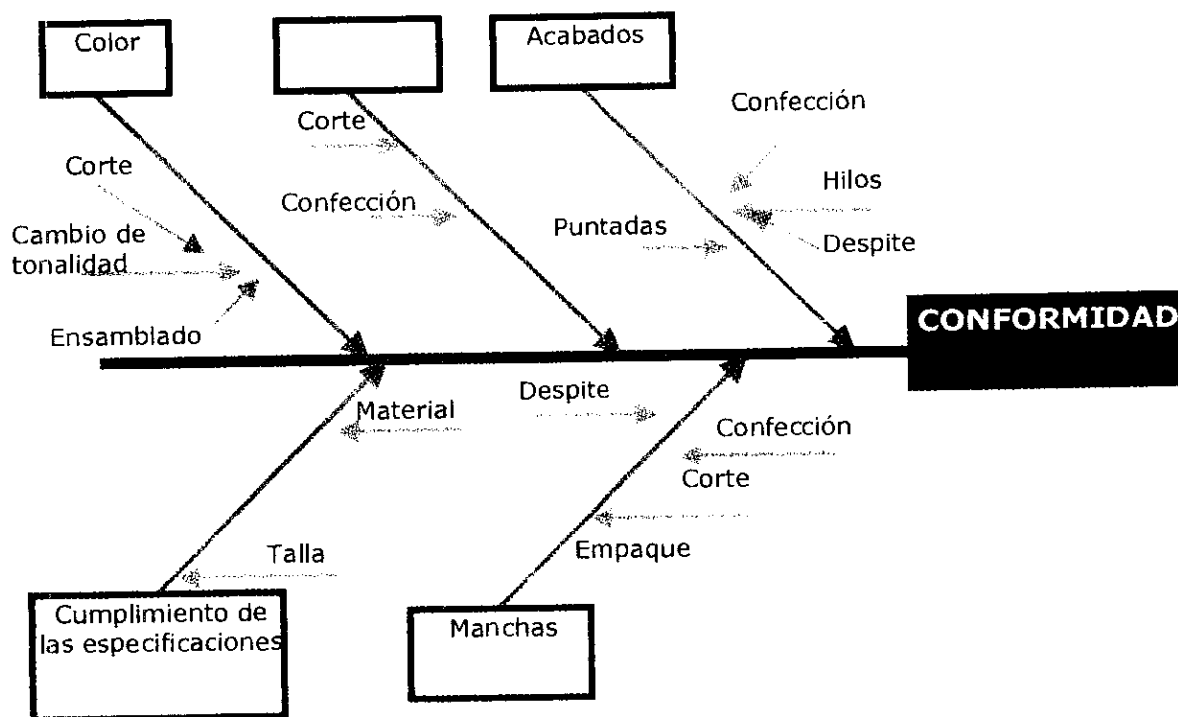 Color
Acabados
Corte
Confección
Corte
Confección
Hilos
Cambio de
tonalidad
Puntadas
Despite
Ensamblado
CONFORMIDAD
Material
Despite
Confección
Corte
Talla
Empaque
Cumplimiento de
las especificaciones
Manchas